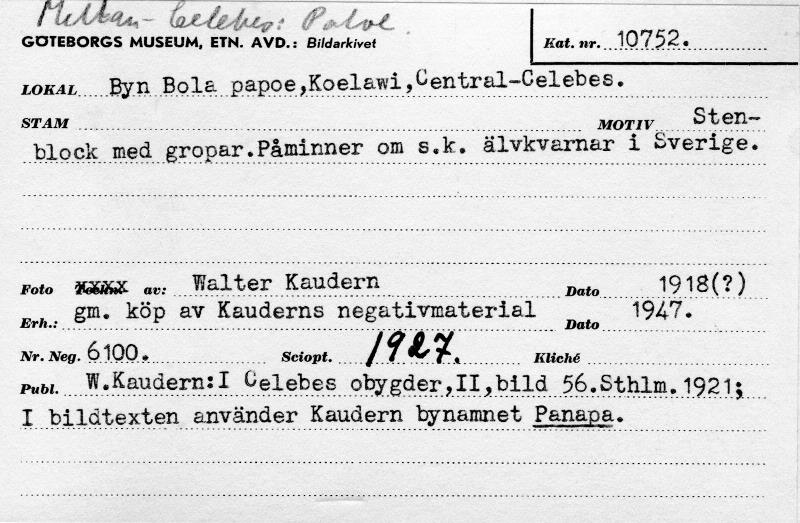 Mellan-Celebes: Paloe.
GÖTEBORGS MUSEUM, ETN. AVD.: Bildarkivet
Kat. nr. 10752.
LOKAL Byn Bola papoe,Koelawi,Central-Celebes.
STAM MOTIV Sten-
block med gropar.Påminner om s.k. älvkvarnar i Sverige.
Foto av: Walter Kaudern Dato 1918(?)
Erh.: gm. köp av Kauderns negativmaterial Dato 1947.
Nr. Neg. 6100. Sciopt. 1927. Kliché
Publ. W.Kaudern:I Celebes obygder,II,bild 56.Sthlm.1921;
I bildtexten använder Kaudern bynamnet Panapa.